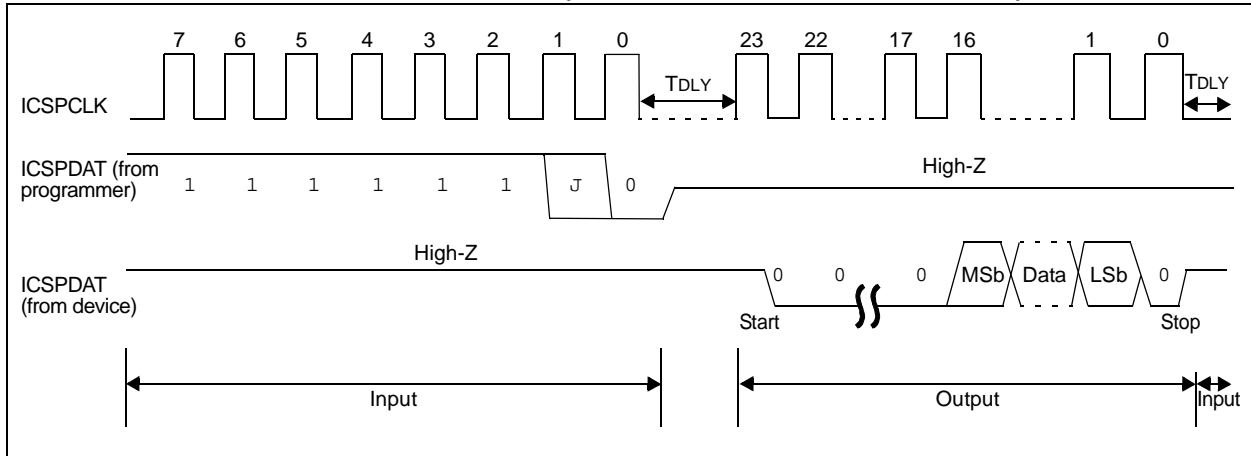 7 6 5 4 3 2 1 0 23 22 17 16 1 0
TDLY TDLY
ICSPCLK
ICSPDAT (from
programmer)
1 1 1 1 1 1 J 0
High-Z
High-Z
ICSPDAT
(from device)
0 0 0 MSb Data LSb 0
Start Stop
Input Output Input